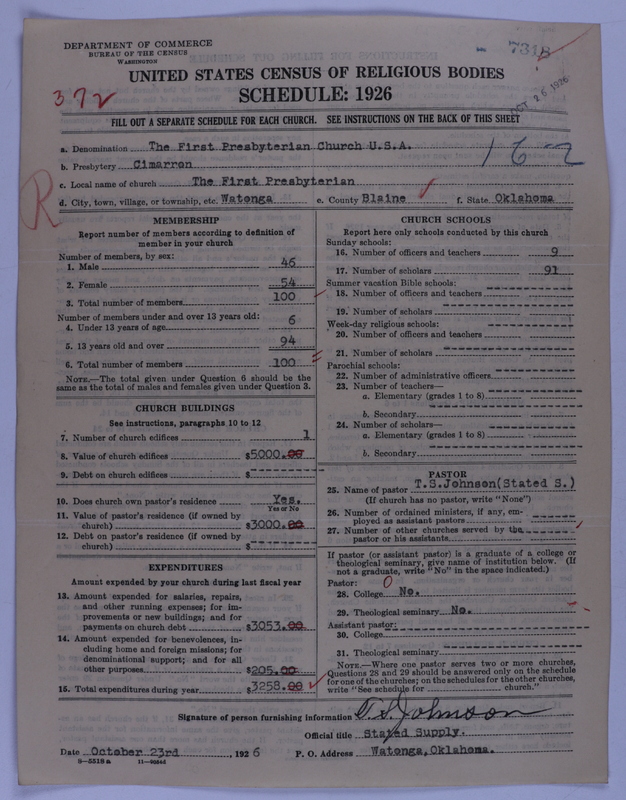 DEPARTMENT OF COMMERCE
BUREAU OF THE CENSUS
WASHINGTON
731B
UNITED STATES CENSUS OF RELIGIOUS BODIES
SCHEDULE: 1926
372
OCT 26 1926
FILL OUT A SEPARATE SCHEDULE FOR EACH CHURCH. SEE INSTRUCTIONS ON THE BACK OF THIS SHEET
a. Denomination The First Presbyterian Church U.S.A.
162
b. Presbytery Cimarron
c. Local name of church The First Presbyterian
R
d. City, town, village, or township, etc. Watonga e. County Blaine f. State Oklahoma
MEMBERSHIP
Report number of members according to definition of
member in your church
Number of members, by sex:
1. Male 46
2. Female 54
3. Total number of members 100
Number of members under and over 13 years old:
4. Under 13 years of age 6
5. 13 years old and over 94
6. Total number of members 100
NOTE.—The total given under Question 6 should be the
same as the total of males and females given under Question 3.
CHURCH BUILDINGS
See instructions, paragraphs 10 to 12
7. Number of church edifices 1
8. Value of church edifices $5000.00
9. Debt on church edifices $
10. Does church own pastor's residence Yes.
Yes or No
11. Value of pastor's residence (if owned by
church) $3000.00
12. Debt on pastor's residence (if owned by
church) $
EXPENDITURES
Amount expended by your church during last fiscal year
13. Amount expended for salaries, repairs,
and other running expenses; for im-
provements or new buildings; and for
payments on church debt $3053.00
14. Amount expended for benevolences, in-
cluding home and foreign missions; for
denominational support; and for all
other purposes $205.00
15. Total expenditures during year $3258.00
CHURCH SCHOOLS
Report here only schools conducted by this church
Sunday schools:
16. Number of officers and teachers 9
17. Number of scholars 91
Summer vacation Bible schools:
18. Number of officers and teachers
19. Number of scholars
Week-day religious schools:
20. Number of officers and teachers
21. Number of scholars
Parochial schools:
22. Number of administrative officers
23. Number of teachers—
a. Elementary (grades 1 to 8)
b. Secondary
24. Number of scholars—
a. Elementary (grades 1 to 8)
b. Secondary
PASTOR
25. Name of pastor T.S.Johnson(Stated S.)
(If church has no pastor, write "None")
26. Number of ordained ministers, if any, em-
ployed as assistant pastors
27. Number of other churches served by the
pastor or his assistants
If pastor (or assistant pastor) is a graduate of a college or
theological seminary, give name of institution below. (If
not a graduate, write "No" in the space indicated.)
Pastor: 0
28. College No.
29. Theological seminary No.
Assistant pastor:
30. College
31. Theological seminary
NOTE.—Where one pastor serves two or more churches,
Questions 28 and 29 should be answered only on the schedule
for one of the churches; on the schedules for the other churches,
write "See schedule for church."
Signature of person furnishing information T.S. Johnson
Official title Stated Supply.
Date October 23rd, 1926 P. O. Address Watonga, Oklahoma.